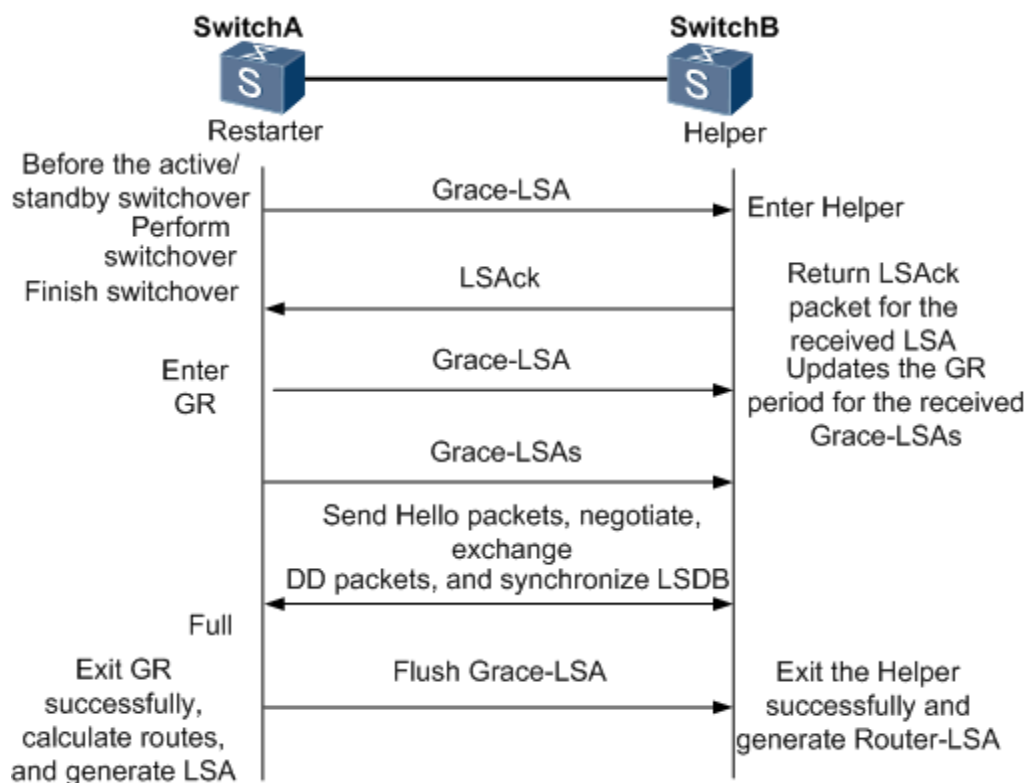 SwitchA
SwitchB
S
S
Restarter
Helper
Before the active/
standby switchover
Grace-LSA
Enter Helper
Perform
switchover
Finish switchover
LSAck
Return LSAck
packet for the
received LSA
Enter
GR
Grace-LSA
Updates the GR
period for the received
Grace-LSAs
Grace-LSAs
Send Hello packets, negotiate,
exchange
DD packets, and synchronize LSDB
Full
Exit GR
successfully,
calculate routes,
and generate LSA
Flush Grace-LSA
Exit the Helper
successfully and
generate Router-LSA